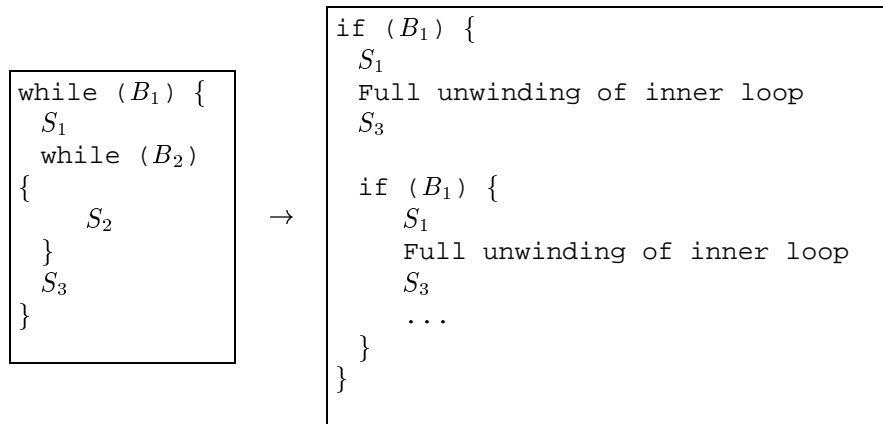 while (B₁) {
S₁
while (B₂)
{
S₂
}
S₃
}
→
if (B₁) {
S₁
Full unwinding of inner loop
S₃
if (B₁) {
S₁
Full unwinding of inner loop
S₃
...
}
}